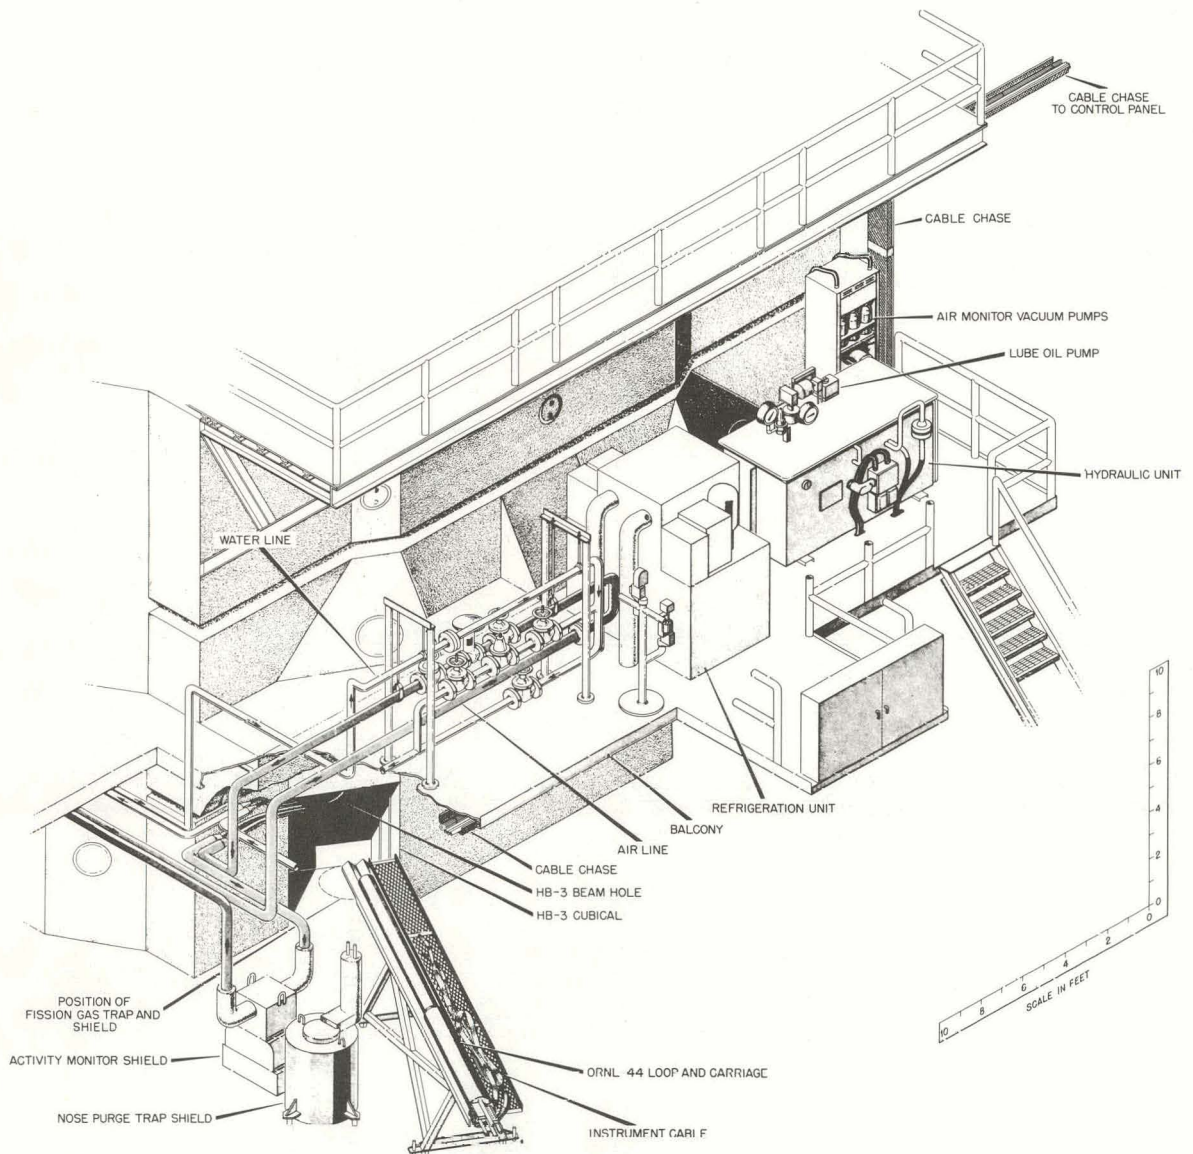 CABLE CHASE
TO CONTROL PANEL
CABLE CHASE
AIR MONITOR VACUUM PUMPS
LUBE OIL PUMP
HYDRAULIC UNIT
WATER LINE
10
8
6
4
2
0
REFRIGERATION UNIT
BALCONY
AIR LINE
CABLE CHASE
HB-3 BEAM HOLE
HB-3 CUBICAL
0
2
4
6
8
10
SCALE IN FEET
POSITION OF
FISSION GAS TRAP AND
SHIELD
ACTIVITY MONITOR SHIELD
ORNL 44 LOOP AND CARRIAGE
NOSE PURGE TRAP SHIELD
INSTRUMENT CABLE